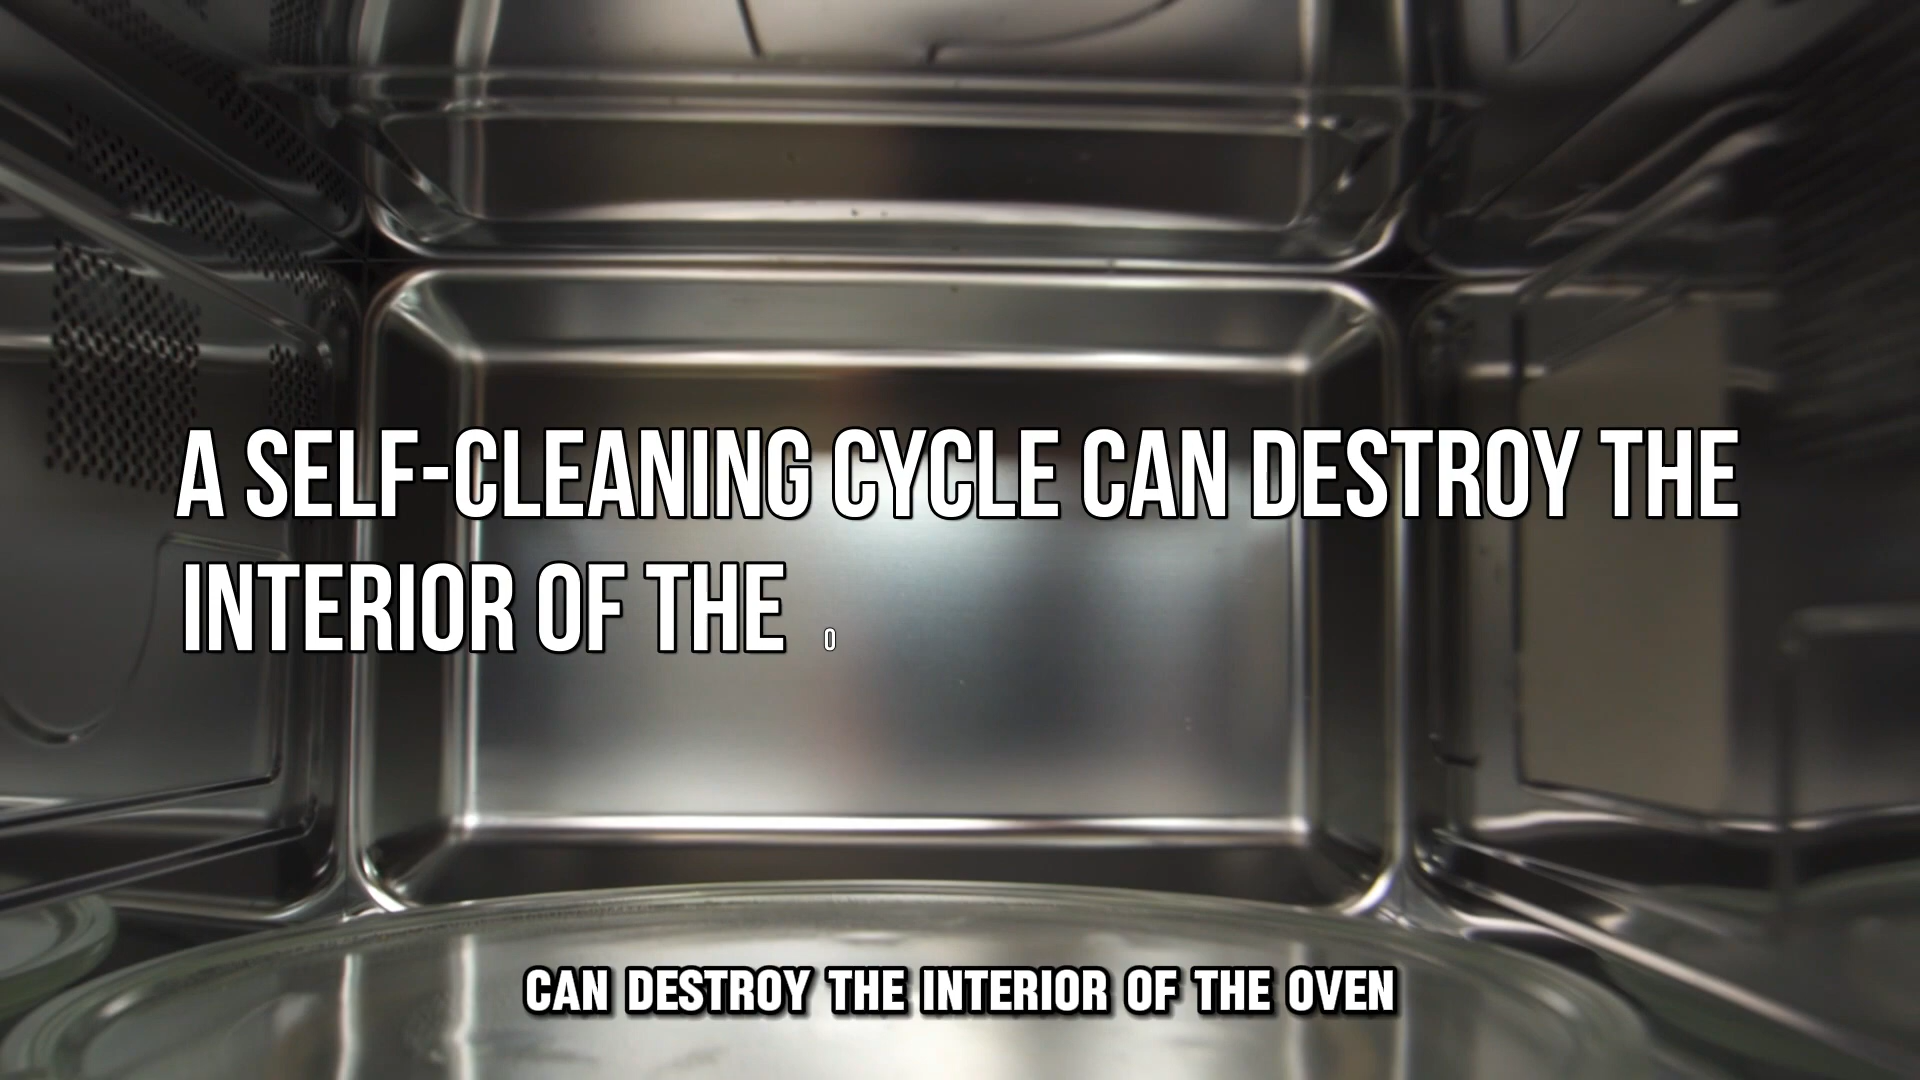 A SELF-CLEANING CYCLE CAN DESTROY THE
INTERIOR OF THE O
CAN DESTROY THE INTERIOR OF THE OVEN